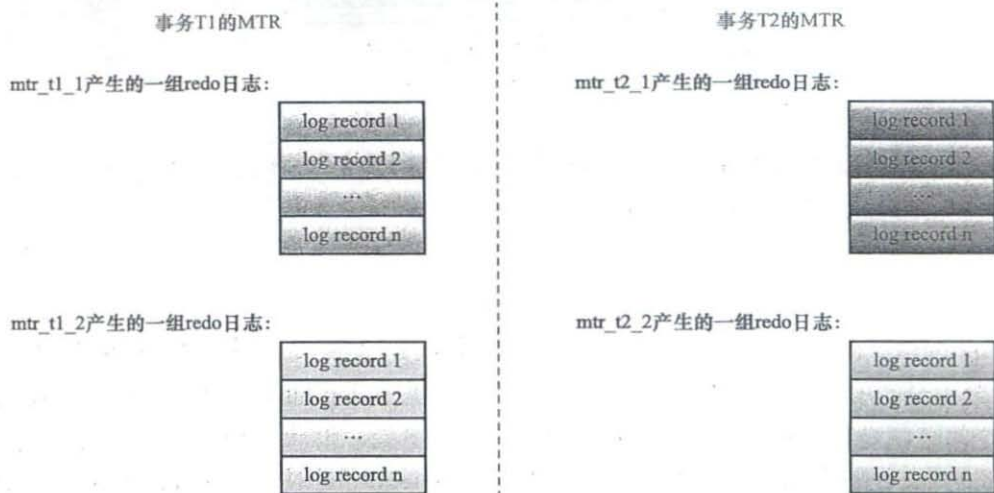 事务T1的MTR
mtr_t1_1产生的一组redo日志:
log record 1
log record 2
...
log record n
mtr_t1_2产生的一组redo日志:
log record 1
log record 2
...
log record n
事务T2的MTR
mtr_t2_1产生的一组redo日志:
log record 1
log record 2
...
log record n
mtr_t2_2产生的一组redo日志:
log record 1
log record 2
...
log record n